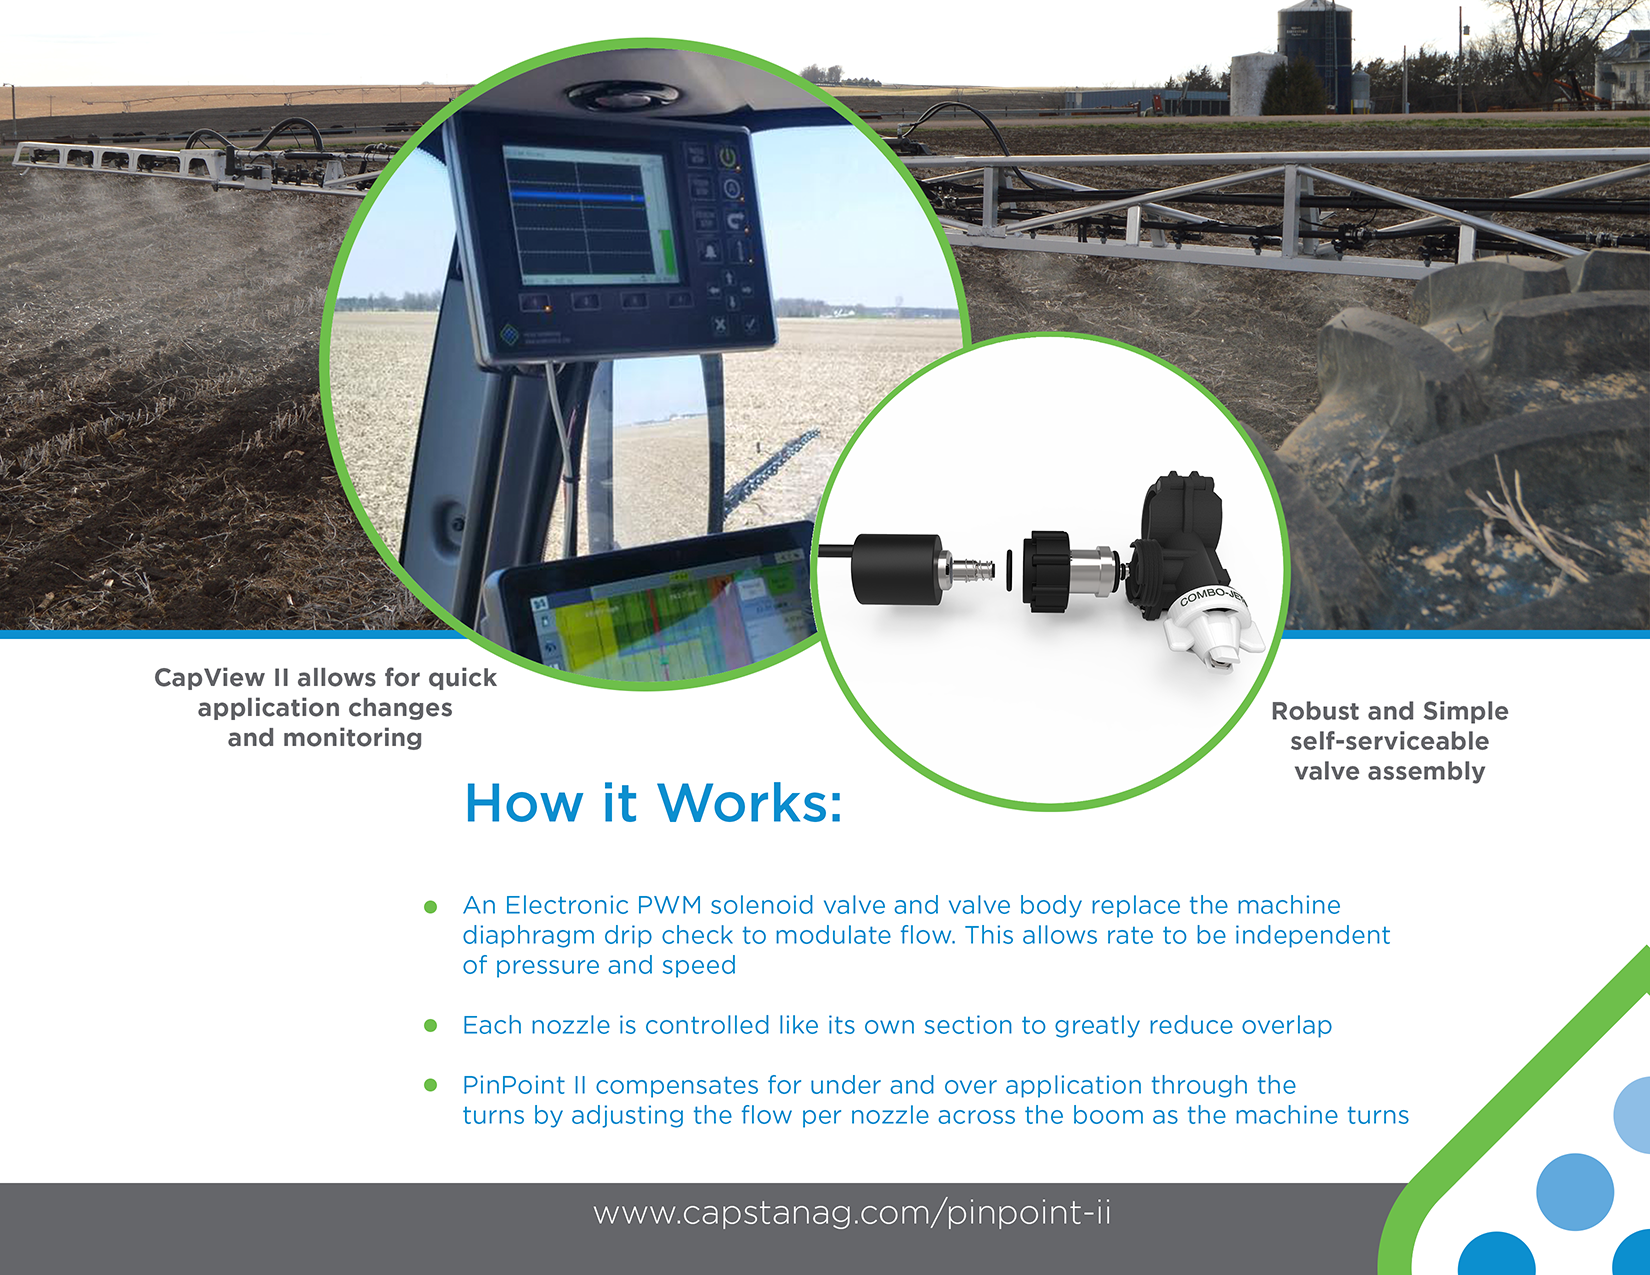 COMBO-JET
CapView II allows for quick
application changes
and monitoring
Robust and Simple
self-serviceable
valve assembly
How it Works:
An Electronic PWM solenoid valve and valve body replace the machine
diaphragm drip check to modulate flow. This allows rate to be independent
of pressure and speed
Each nozzle is controlled like its own section to greatly reduce overlap
PinPoint II compensates for under and over application through the
turns by adjusting the flow per nozzle across the boom as the machine turns
www.capstanag.com/pinpoint-ii